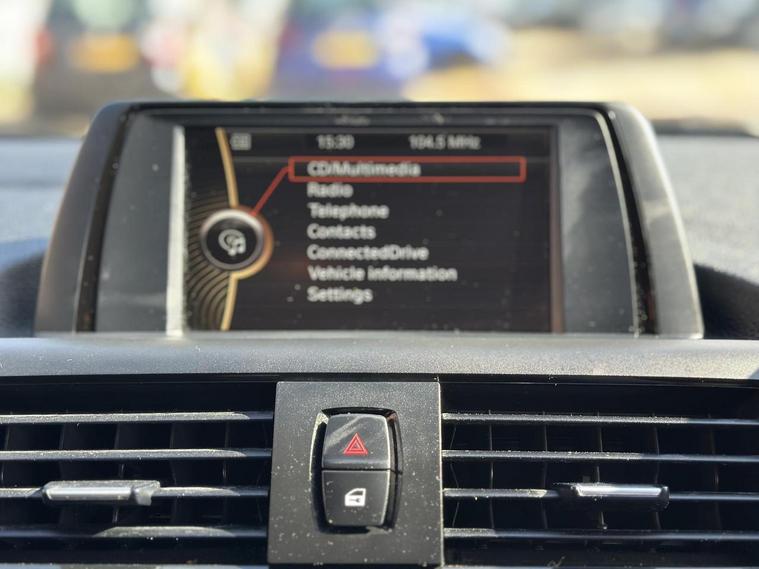 15:30 104.5 MHz
CD/Multimedia
Radio
Telephone
Contacts
ConnectedDrive
Vehicle information
Settings